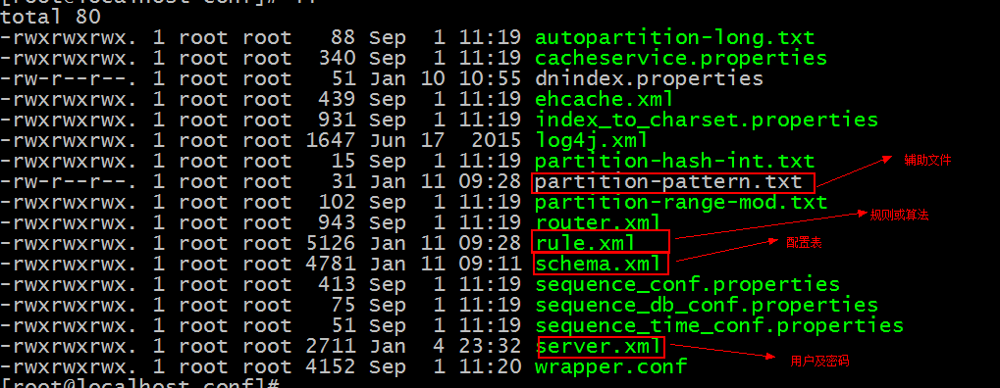 [root@localhost conf]# ll
total 80
-rwxrwxrwx. 1 root root   88 Sep  1 11:19 autopartition-long.txt
-rwxrwxrwx. 1 root root  340 Sep  1 11:19 cacheservice.properties
-rw-r--r--. 1 root root   51 Jan 10 10:55 dnindex.properties
-rwxrwxrwx. 1 root root  439 Sep  1 11:19 ehcache.xml
-rwxrwxrwx. 1 root root  931 Sep  1 11:19 index_to_charset.properties
-rwxrwxrwx. 1 root root 1647 Jun 17  2015 log4j.xml
-rwxrwxrwx. 1 root root   15 Sep  1 11:19 partition-hash-int.txt
-rw-r--r--. 1 root root   31 Jan 11 09:28 partition-pattern.txt 辅助文件
-rwxrwxrwx. 1 root root  102 Sep  1 11:19 partition-range-mod.txt
-rwxrwxrwx. 1 root root  943 Sep  1 11:19 router.xml 规则或算法
-rwxrwxrwx. 1 root root 5126 Jan 11 09:28 rule.xml 配置表
-rwxrwxrwx. 1 root root 4781 Jan 11 09:11 schema.xml
-rwxrwxrwx. 1 root root  413 Sep  1 11:19 sequence_conf.properties
-rwxrwxrwx. 1 root root   75 Sep  1 11:19 sequence_db_conf.properties
-rwxrwxrwx. 1 root root   51 Sep  1 11:19 sequence_time_conf.properties
-rwxrwxrwx. 1 root root 2711 Jan  4 23:32 server.xml 用户及密码
-rwxrwxrwx. 1 root root 4152 Sep  1 11:20 wrapper.conf
[root@localhost conf]#